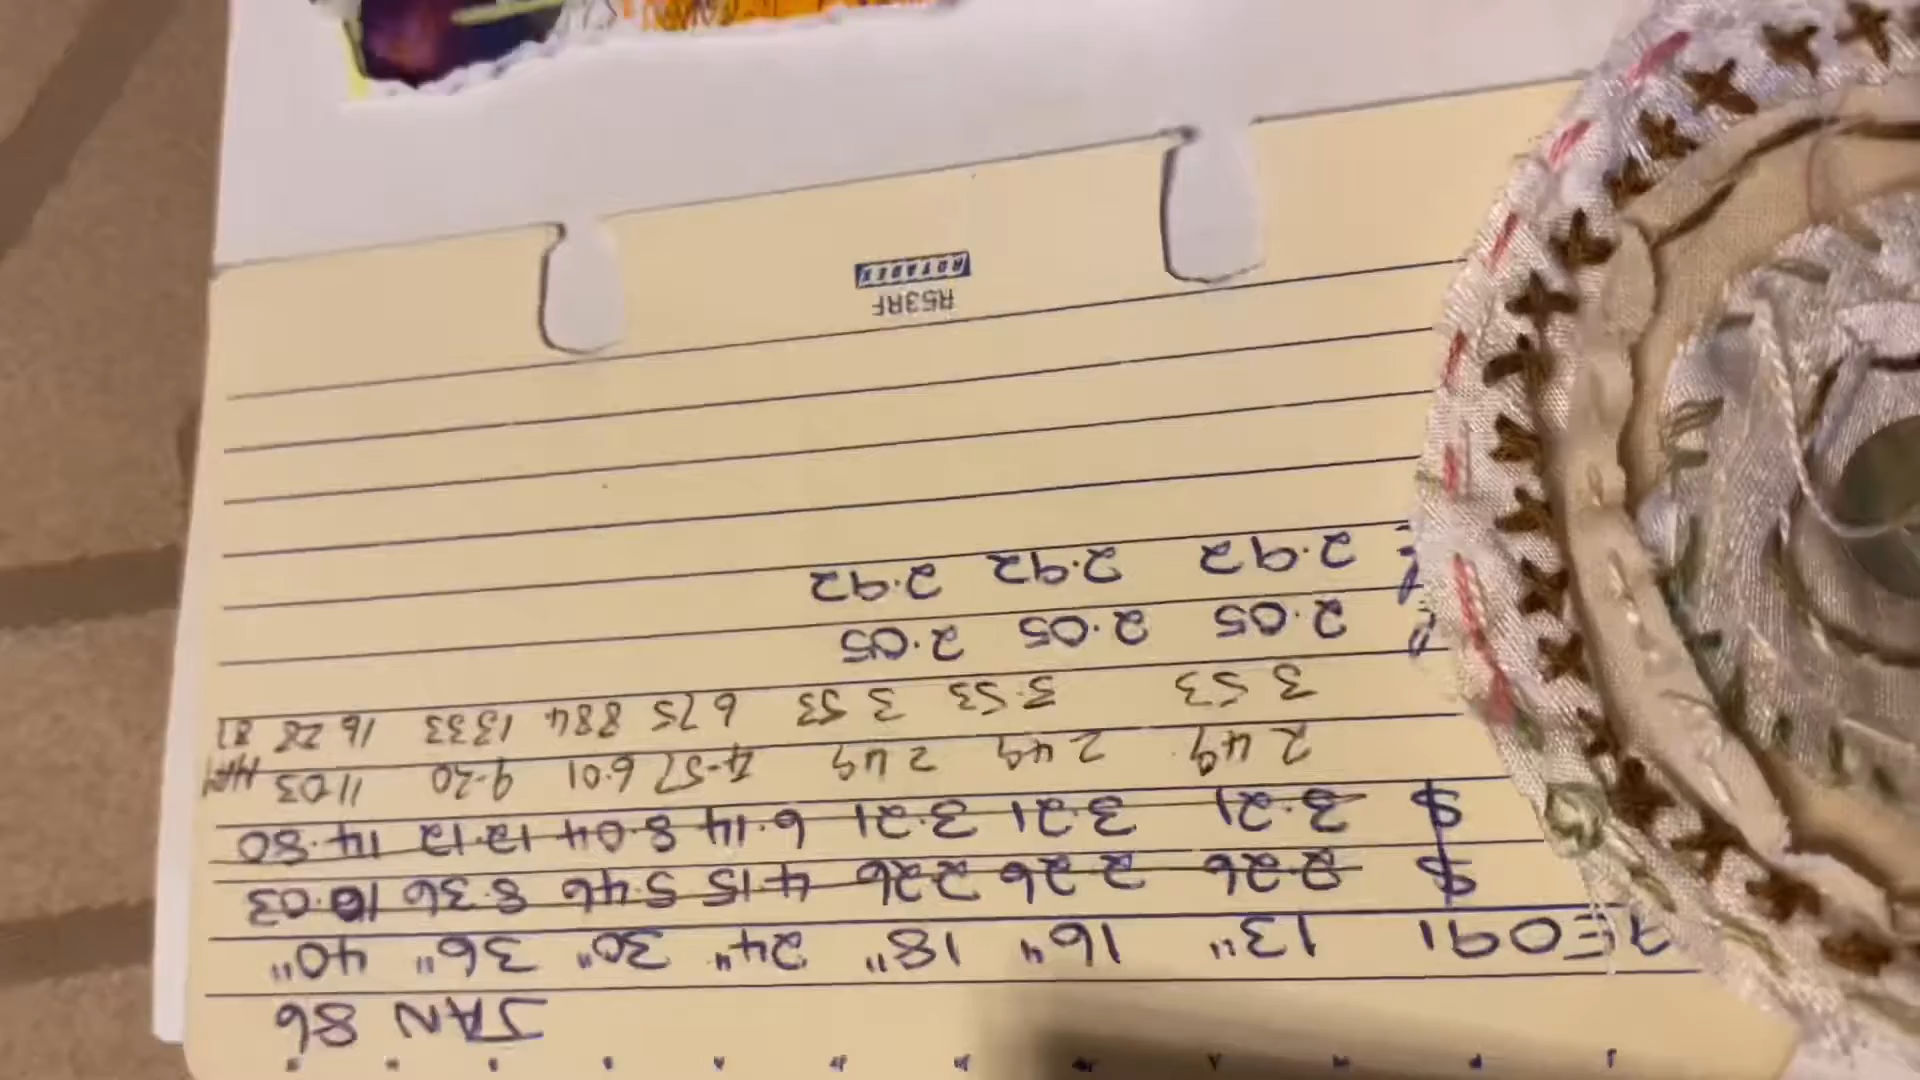 JAN 86
AE091 13" 16" 18" 24" 30" 36" 40"
$ 2.26 2.26 2.26 4.15 5.46 8.36 10.03
$ 3.21 3.21 3.21 6.14 8.04 12.12 14.80
2.49 2.49 2.49 4.57 6.01 9.20 11.03
3 53 3.53 3 53 6 75 8 84 13 33 16 28
2.05 2.05 2.05
2.92 2.92 2.92
R53RF
ROTADEX